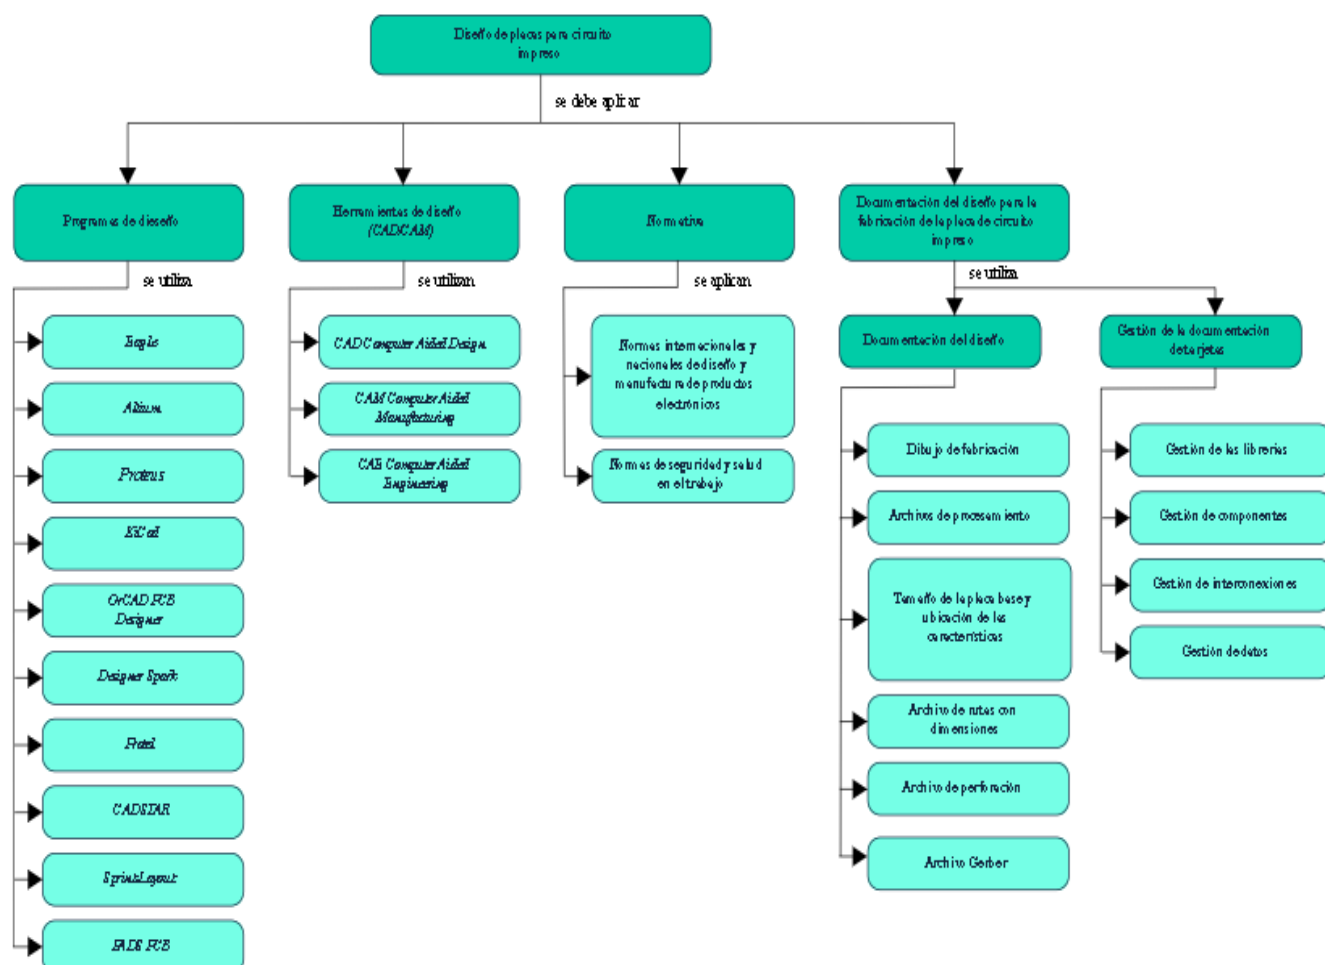 Diseño de placas para circuito
impreso
se debe aplicar
Programas de dieseño
Herramientas de diseño
(CADCAM)
Normativa
Documentación del diseño para la
fabricación de la placa de circuito
impreso
se utiliza
se utilizan
se aplican
se utiliza
Eagle
Altium
Proteus
KiCad
OrCAD PCB
Designer
Designer Spark
Protel
CADSTAR
SprintLayout
PADS PCB
CAD Computer Aided Design
CAM Computer Aided
Manufacturing
CAE Computer Aided
Engineering
Normas internacionales y
nacionales de diseño y
manufactura de productos
electrónicos
Normas de seguridad y salud
en el trabajo
Documentación del diseño
Dibujo de fabricación
Archivos de procesamiento
Tamaño de la placa base y
ubicación de las
características
Archivo de rutas con
dimensiones
Archivo de perforación
Archivo Gerber
Gestión de la documentación
de tarjetas
Gestión de las librerías
Gestión de componentes
Gestión de interconexiones
Gestión de datos